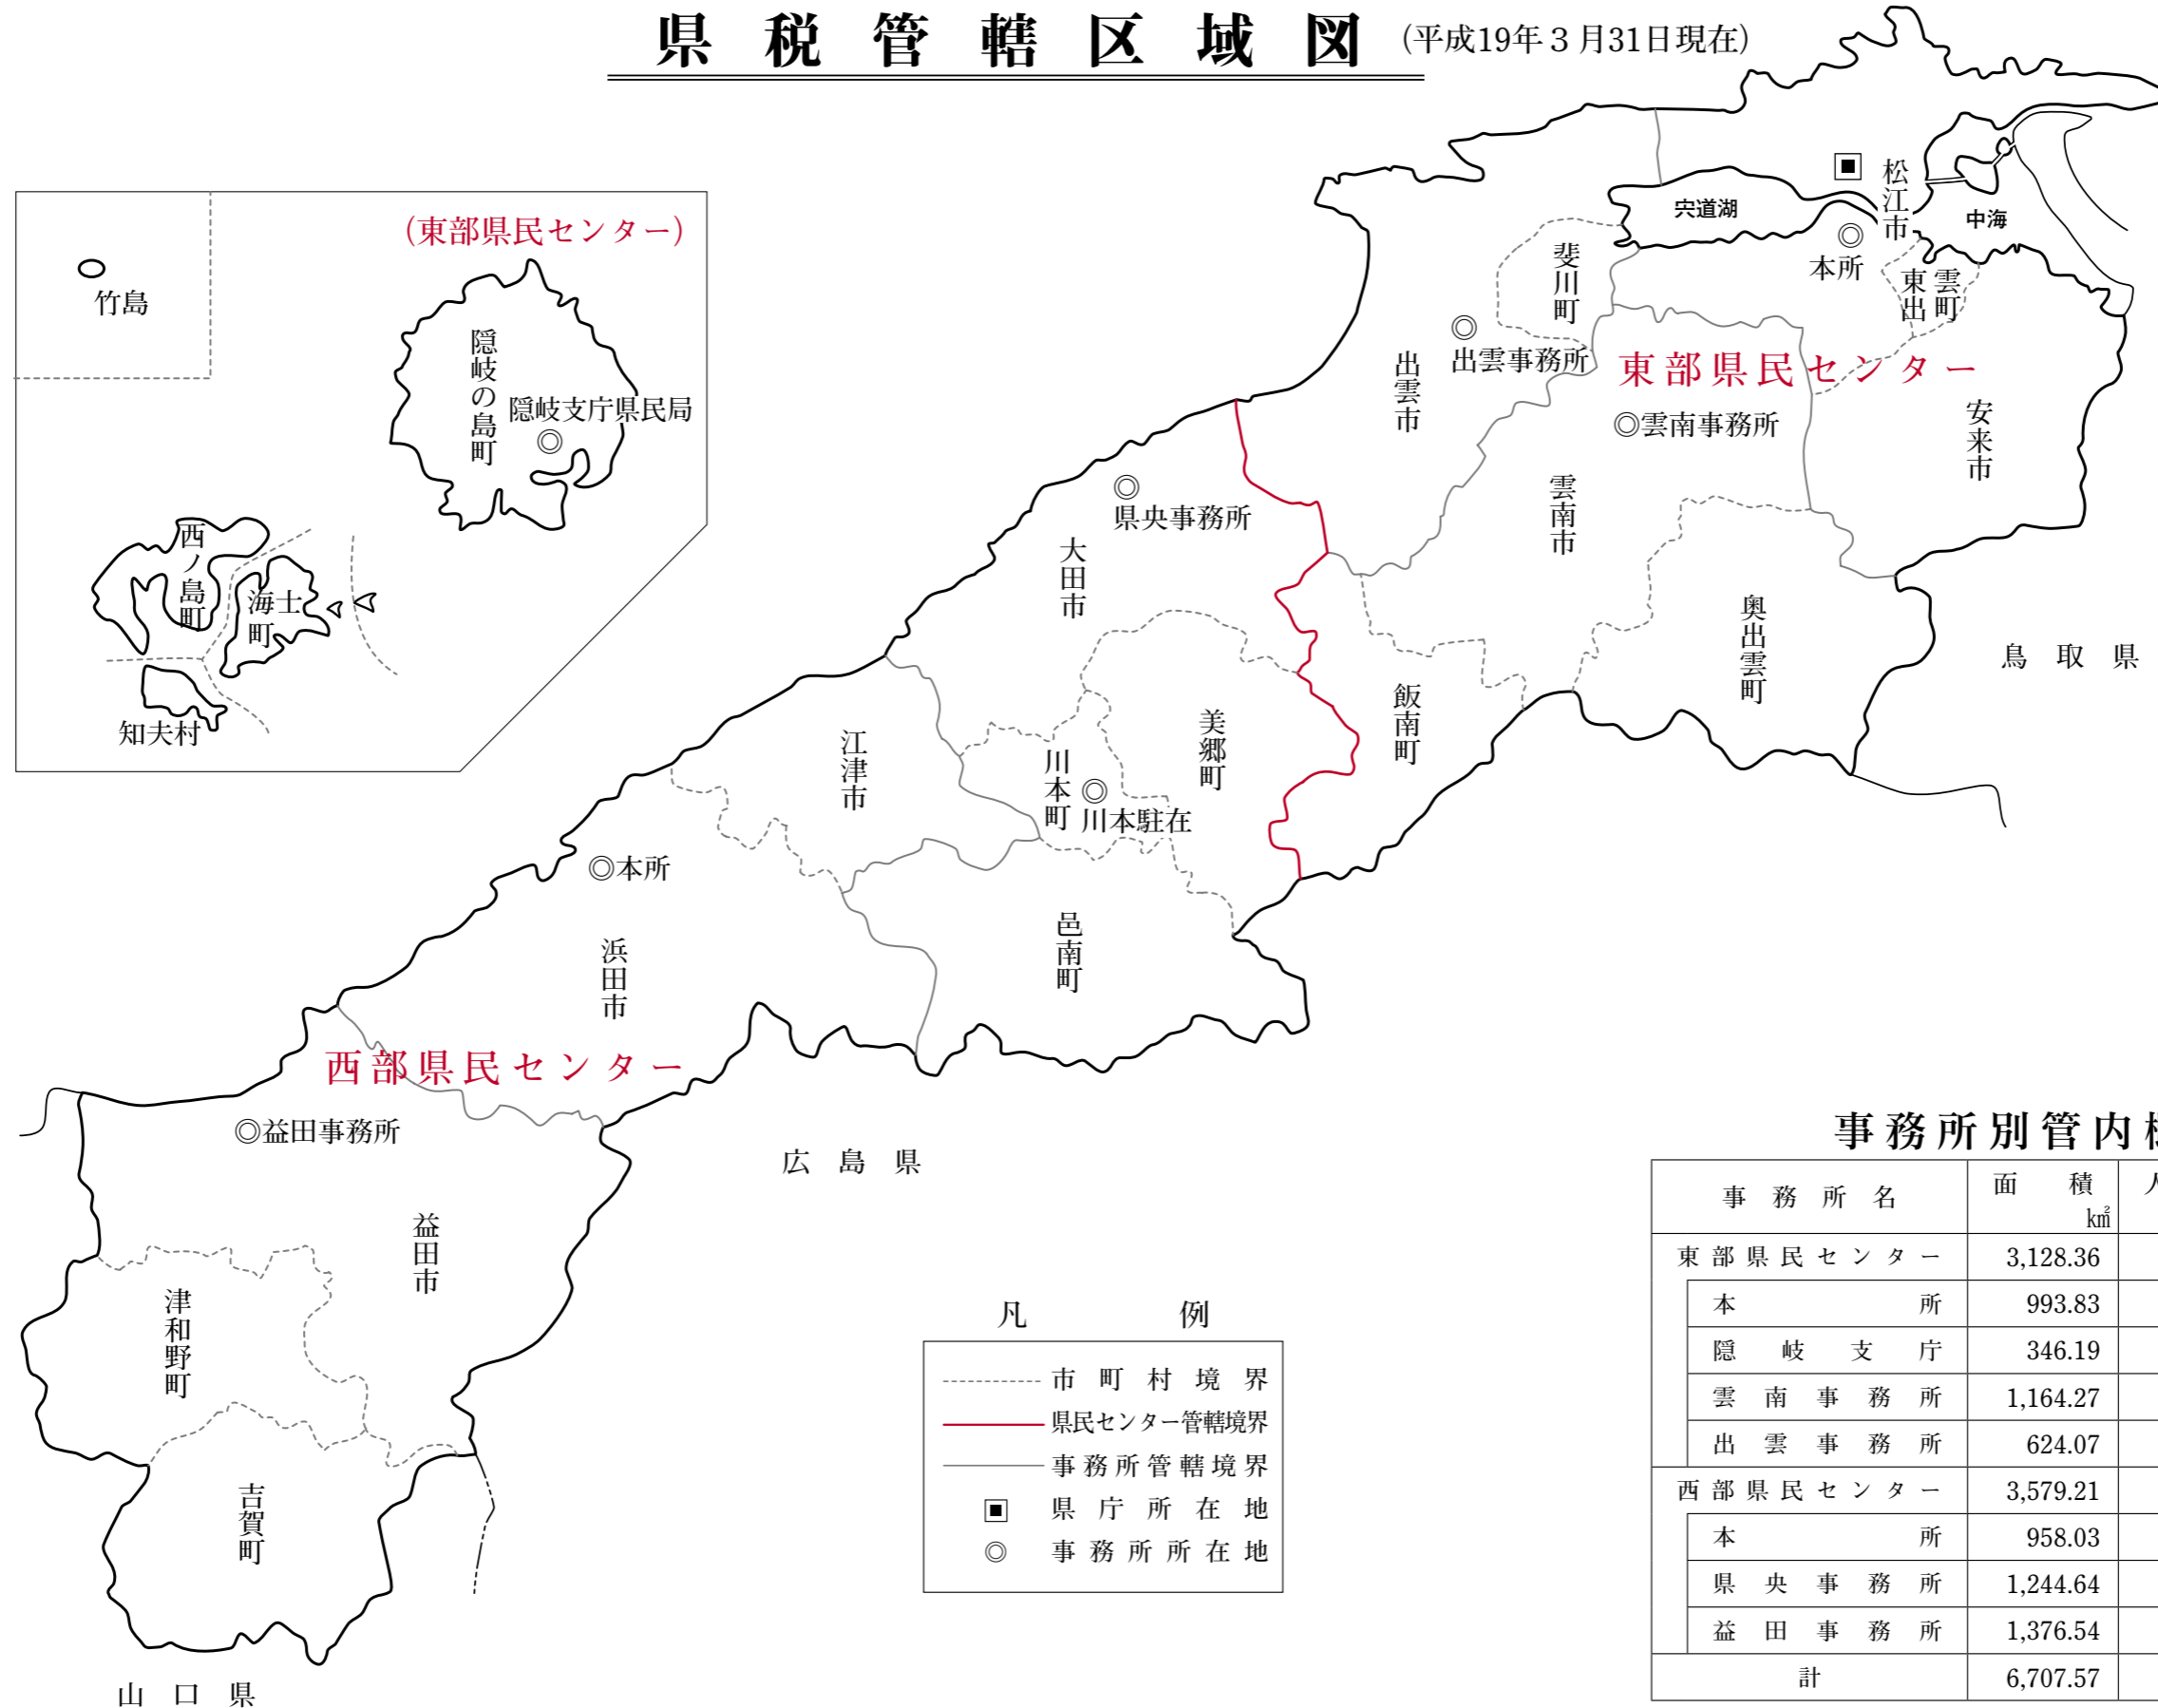 県税管轄区域図 (平成19年3月31日現在)
(東部県民センター)
竹島
隠岐の島町
隠岐支庁県民局
◎
西ノ島町
海士町
知夫村
松江市
宍道湖
中海
◎
本所
東出雲町
斐川町
◎
出雲事務所
出雲市
東部県民センター
◎雲南事務所
安来市
雲南市
奥出雲町
飯南町
鳥取県
◎
県央事務所
大田市
美郷町
川本町
◎
川本駐在
江津市
邑南町
◎本所
浜田市
西部県民センター
◎益田事務所
益田市
津和野町
吉賀町
広島県
山口県
凡例
市町村境界
県民センター管轄境界
事務所管轄境界
県庁所在地
◎ 事務所所在地
事務所別管内
事務所名 面積 ㎢
東部県民センター 3,128.36
本所 993.83
隠岐支庁 346.19
雲南事務所 1,164.27
出雲事務所 624.07
西部県民センター 3,579.21
本所 958.03
県央事務所 1,244.64
益田事務所 1,376.54
計 6,707.57